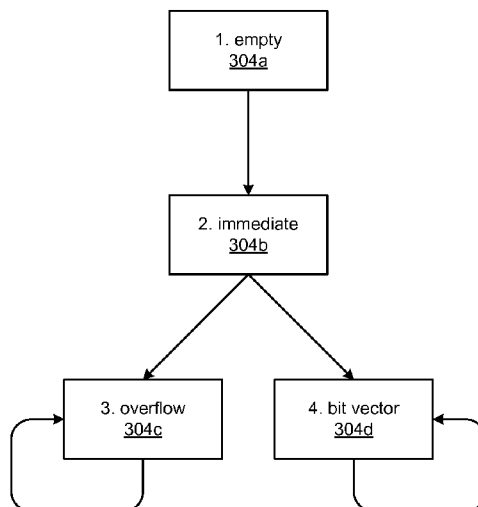 1. empty
304a
2. immediate
304b
3. overflow
304c
4. bit vector
304d